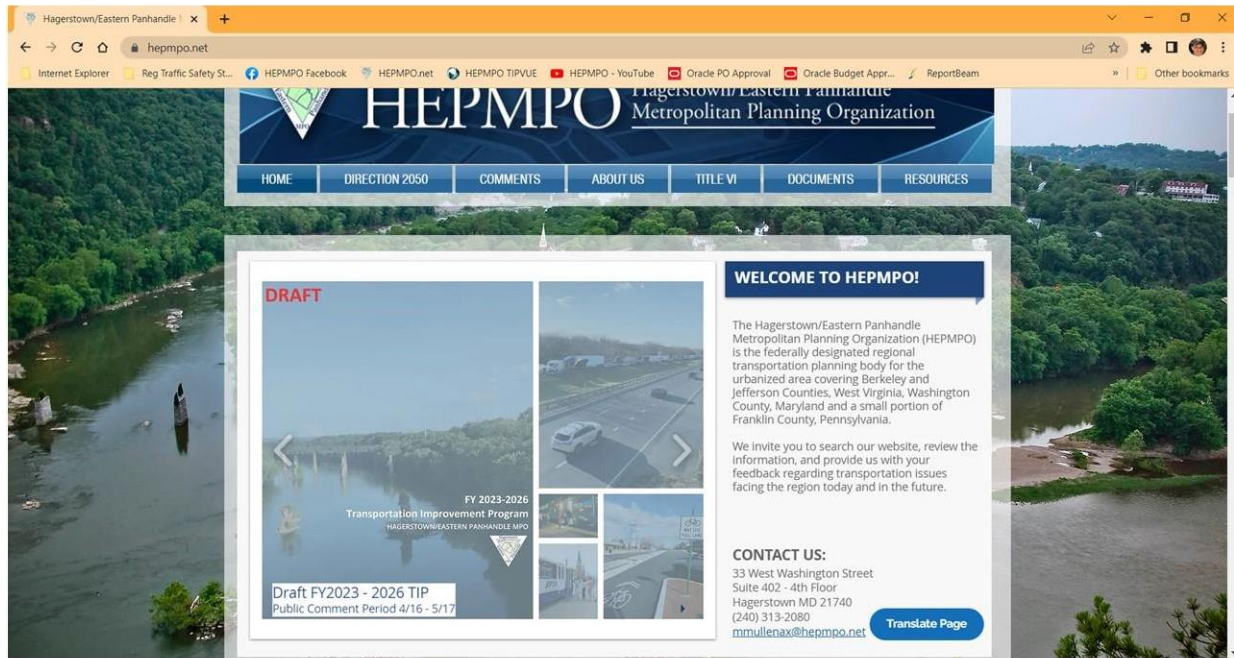 Hagerstown/Eastern Panhandle
hepmpo.net
Internet Explorer
Reg Traffic Safety St...
HEPMPO Facebook
HEPMPO.net
HEPMPO TIPVUE
HEPMPO - YouTube
Oracle PO Approval
Oracle Budget Appr...
ReportBeam
Other bookmarks
Eastern
MPO
HEPMPO
Hagerstown/Eastern Panhandle
Metropolitan Planning Organization
HOME
DIRECTION 2050
COMMENTS
ABOUT US
TITLE VI
DOCUMENTS
RESOURCES
DRAFT
FY 2023-2026
Transportation Improvement Program
HAGERSTOWN/EASTERN PANHANDLE MPO
Draft FY2023 - 2026 TIP
Public Comment Period 4/16 - 5/17
WELCOME TO HEPMPO!
The Hagerstown/Eastern Panhandle
Metropolitan Planning Organization (HEPMPO)
is the federally designated regional
transportation planning body for the
urbanized area covering Berkeley and
Jefferson Counties, West Virginia, Washington
County, Maryland and a small portion of
Franklin County, Pennsylvania.
We invite you to search our website, review the
information, and provide us with your
feedback regarding transportation issues
facing the region today and in the future.
CONTACT US:
33 West Washington Street
Suite 402 - 4th Floor
Hagerstown MD 21740
(240) 313-2080
mmullenax@hepmpo.net
Translate Page